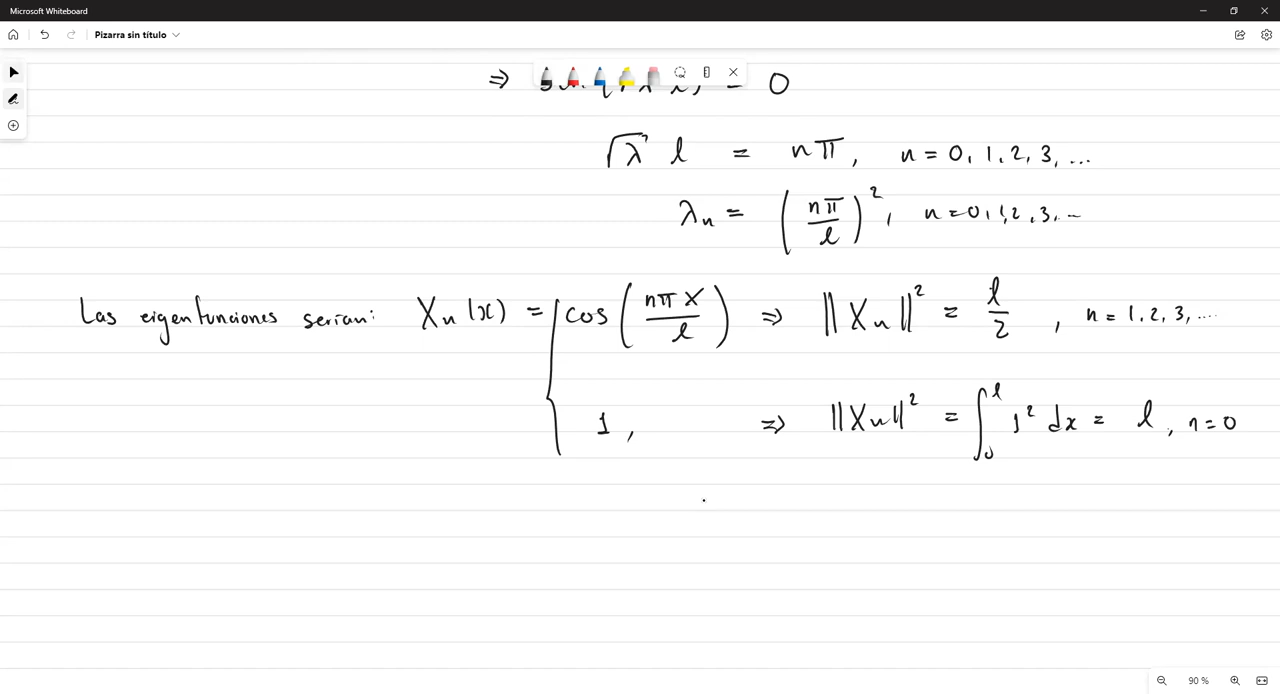 Microsoft Whiteboard
Pizarra sin título
⇒ = 0
√λ l = nπ, n = 0, 1, 2, 3, ...
λn = (nπ/l)², n = 0, 1, 2, 3, ...
Las eigenfunciones serían: Xn(x) = { cos(nπx/l) ⇒ ||Xn||² = l/2, n = 1, 2, 3, ....
1, ⇒ ||Xn||² = ∫₀ˡ 1² dx = l, n = 0
90 %